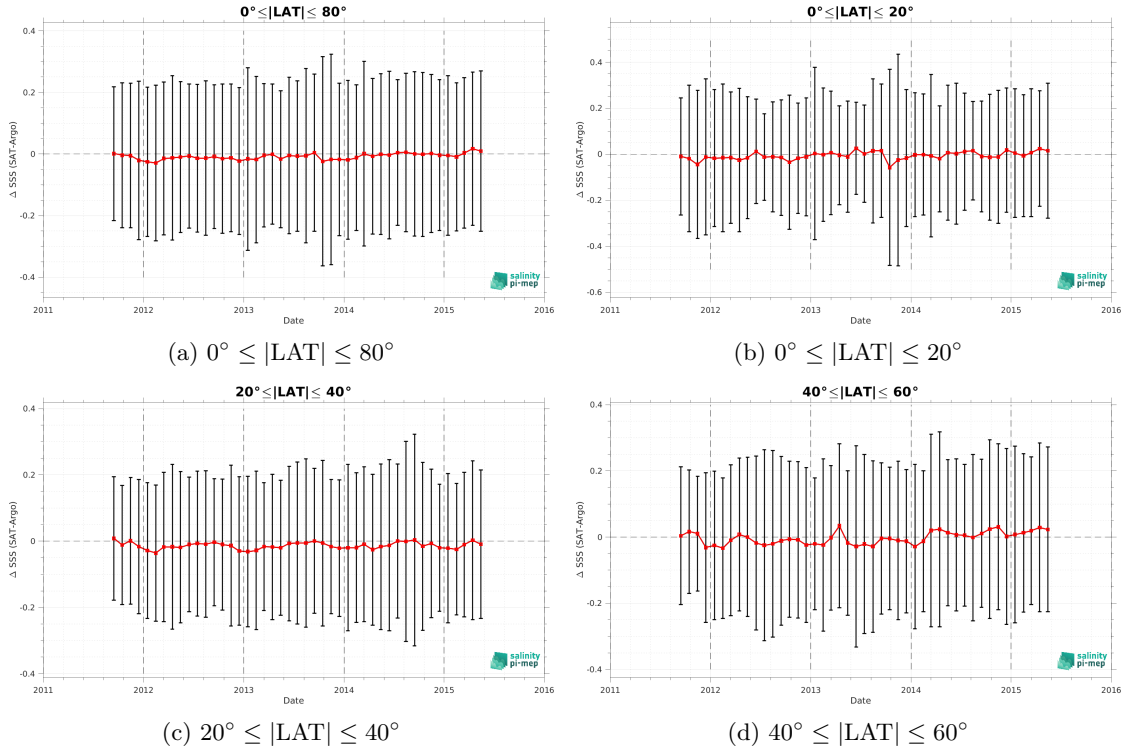 0°≤|LAT|≤ 80°
0.4
0.2
0
-0.2
-0.4
Δ SSS (SAT-Argo)
2011 2012 2013 2014 2015 2016
Date
salinity
pi-mep
(a) 0° ≤ |LAT| ≤ 80°
0°≤|LAT|≤ 20°
0.4
0.2
0
-0.2
-0.4
-0.6
Δ SSS (SAT-Argo)
2011 2012 2013 2014 2015 2016
Date
salinity
pi-mep
(b) 0° ≤ |LAT| ≤ 20°
20°≤|LAT|≤ 40°
0.4
0.2
0
-0.2
-0.4
Δ SSS (SAT-Argo)
2011 2012 2013 2014 2015 2016
Date
salinity
pi-mep
(c) 20° ≤ |LAT| ≤ 40°
40°≤|LAT|≤ 60°
0.4
0.2
0
-0.2
-0.4
Δ SSS (SAT-Argo)
2011 2012 2013 2014 2015 2016
Date
salinity
pi-mep
(d) 40° ≤ |LAT| ≤ 60°